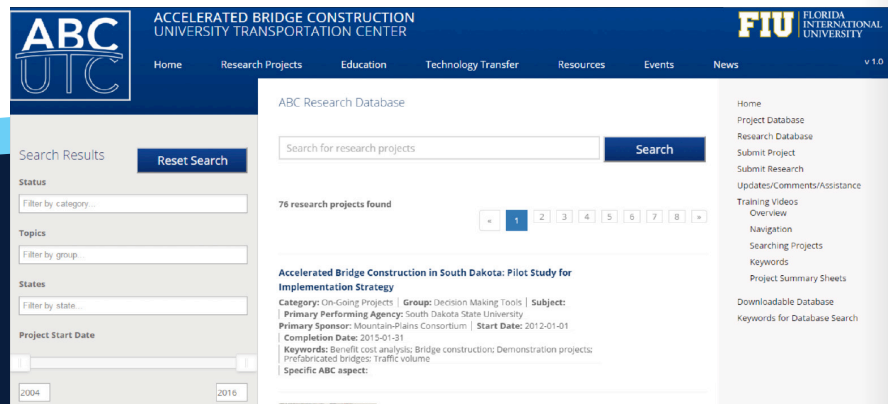 ABC
UTC
ACCELERATED BRIDGE CONSTRUCTION
UNIVERSITY TRANSPORTATION CENTER
FIU
FLORIDA
INTERNATIONAL
UNIVERSITY
Home Research Projects Education Technology Transfer Resources Events News v 1.0
Search Results
Reset Search
Status
Filter by category...
Topics
Filter by group...
States
Filter by state...
Project Start Date
2004 2016
ABC Research Database
Search for research projects
Search
76 research projects found
« 1 2 3 4 5 6 7 8 »
Accelerated Bridge Construction in South Dakota: Pilot Study for
Implementation Strategy
Category: On-Going Projects | Group: Decision Making Tools | Subject:
| Primary Performing Agency: South Dakota State University
Primary Sponsor: Mountain-Plains Consortium | Start Date: 2012-01-01
| Completion Date: 2015-01-31
| Keywords: Benefit cost analysis; Bridge construction; Demonstration projects;
Prefabricated bridges; Traffic volume
| Specific ABC aspect:
Home
Project Database
Research Database
Submit Project
Submit Research
Updates/Comments/Assistance
Training Videos
Overview
Navigation
Searching Projects
Keywords
Project Summary Sheets
Downloadable Database
Keywords for Database Search